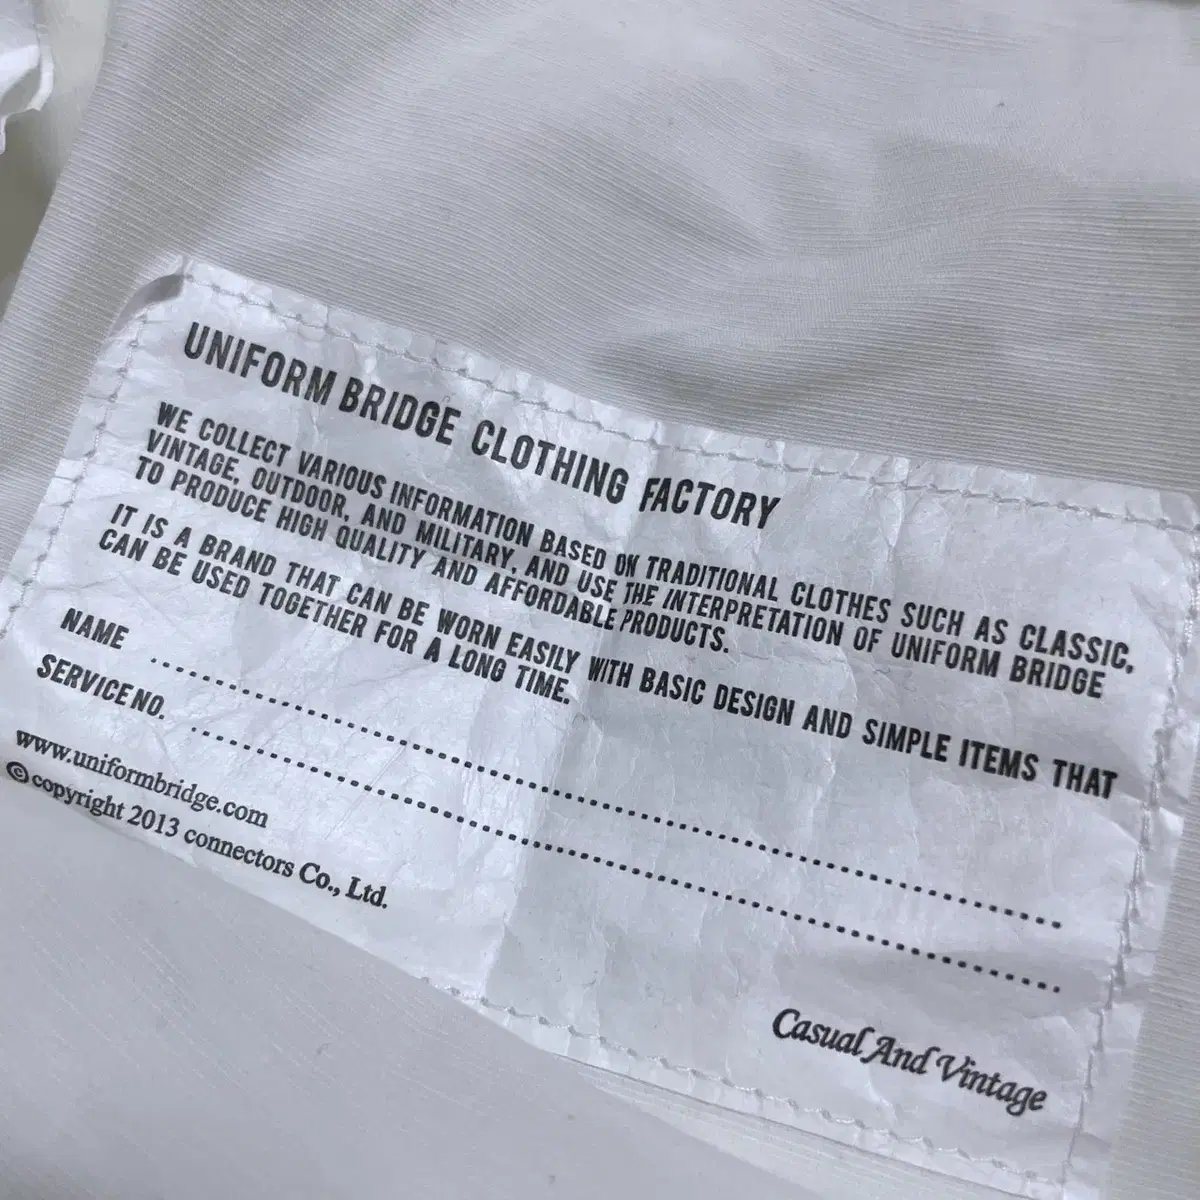 UNIFORM BRIDGE CLOTHING FACTORY
WE COLLECT VARIOUS INFORMATION BASED ON TRADITIONAL CLOTHES SUCH AS CLASSIC,
VINTAGE, OUTDOOR, AND MILITARY, AND USE THE INTERPRETATION OF UNIFORM BRIDGE
TO PRODUCE HIGH QUALITY AND AFFORDABLE PRODUCTS.
IT IS A BRAND THAT CAN BE WORN EASILY WITH BASIC DESIGN AND SIMPLE ITEMS THAT
CAN BE USED TOGETHER FOR A LONG TIME.
NAME
SERVICE NO.
www.uniformbridge.com
© copyright 2013 connectors Co., Ltd.
Casual And Vintage